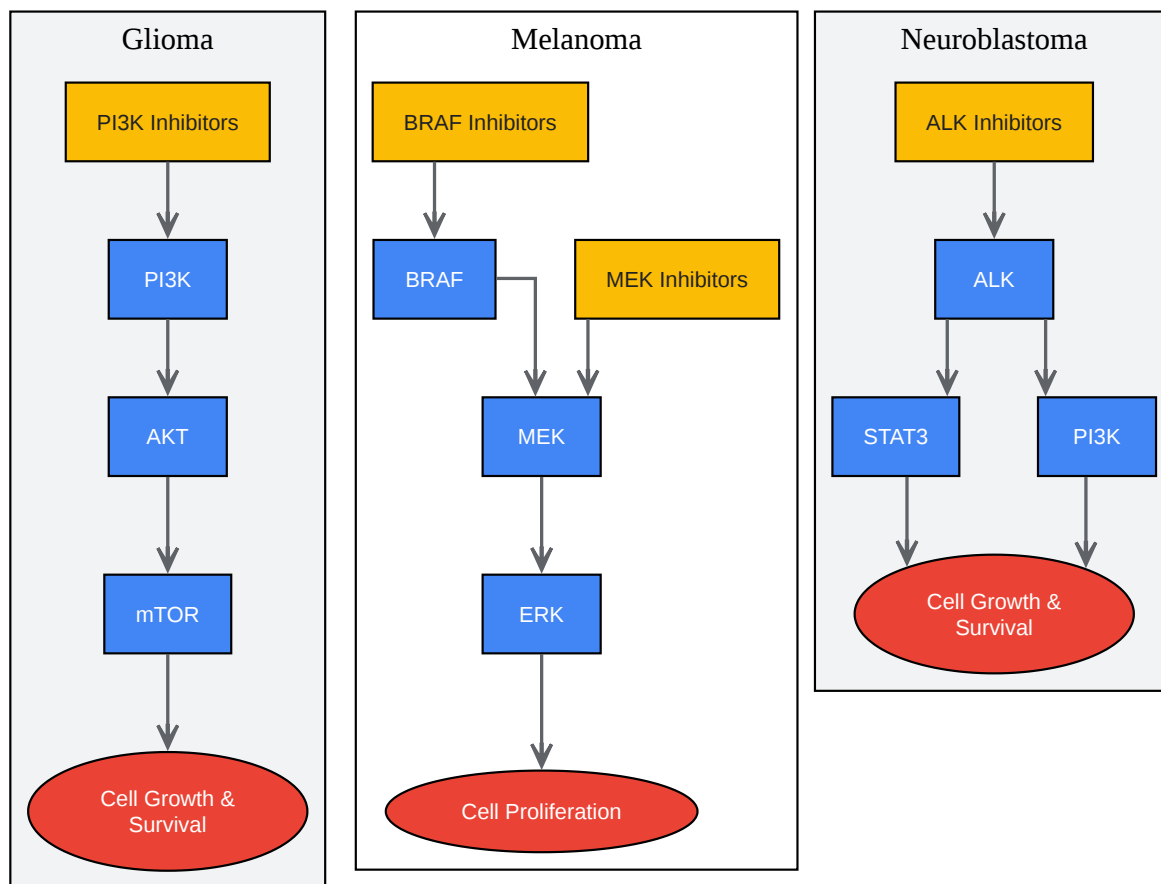 Glioma
PI3K Inhibitors
PI3K
AKT
mTOR
Cell Growth &
Survival
Melanoma
BRAF Inhibitors
BRAF
MEK Inhibitors
MEK
ERK
Cell Proliferation
Neuroblastoma
ALK Inhibitors
ALK
STAT3
PI3K
Cell Growth &
Survival